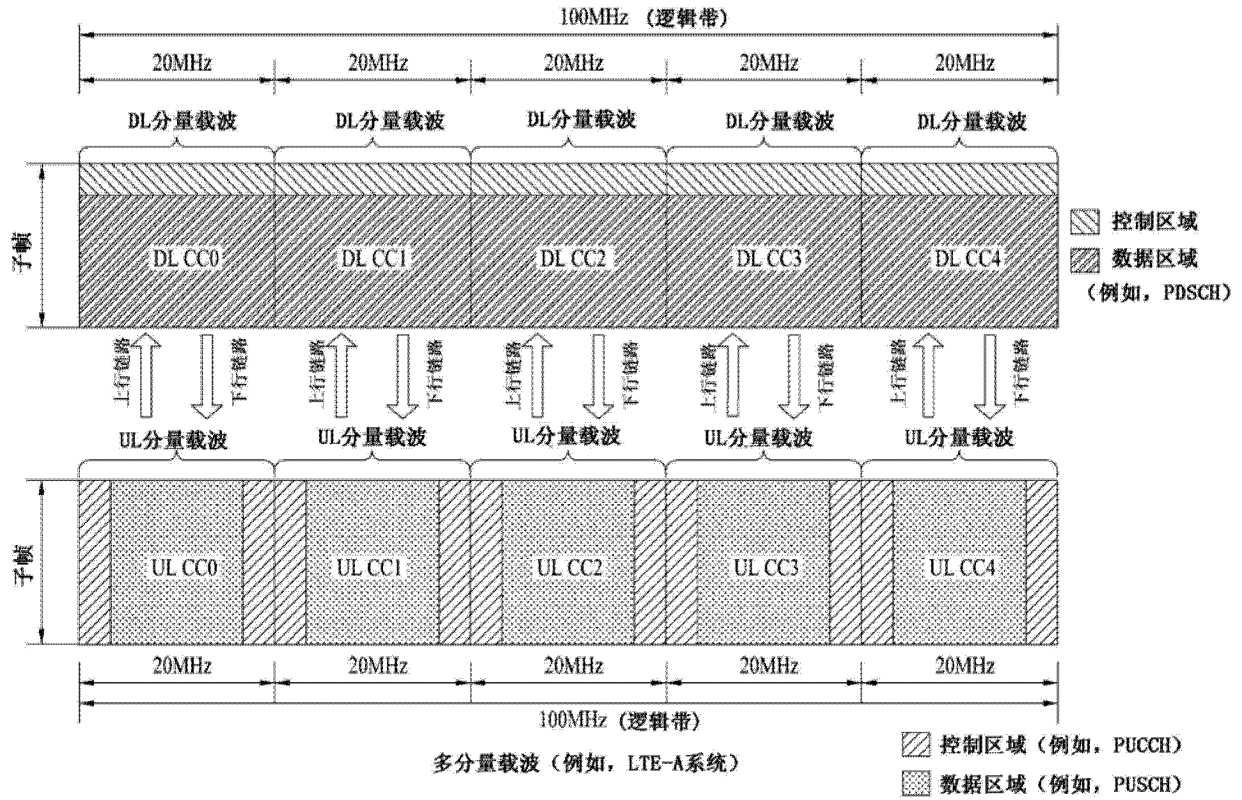 100MHz (逻辑带)
20MHz 20MHz 20MHz 20MHz 20MHz
DL分量载波 DL分量载波 DL分量载波 DL分量载波 DL分量载波
子帧
DL CC0 DL CC1 DL CC2 DL CC3 DL CC4
控制区域
数据区域
(例如，PDSCH)
上行链路 下行链路 上行链路 下行链路 上行链路 下行链路 上行链路 下行链路 上行链路 下行链路
UL分量载波 UL分量载波 UL分量载波 UL分量载波 UL分量载波
子帧
UL CC0 UL CC1 UL CC2 UL CC3 UL CC4
20MHz 20MHz 20MHz 20MHz 20MHz
100MHz (逻辑带)
多分量载波（例如，LTE-A系统）
控制区域（例如，PUCCH）
数据区域（例如，PUSCH）